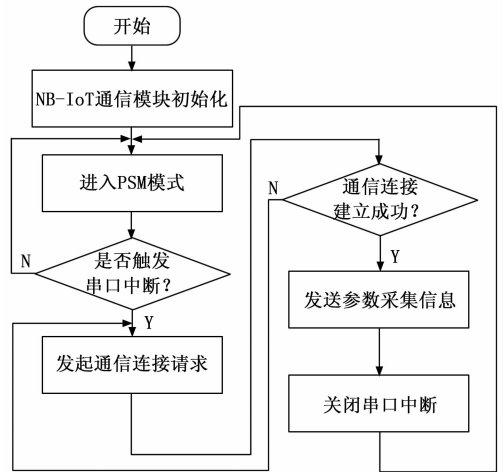 开始
NB-IoT通信模块初始化
进入PSM模式
是否触发
串口中断？
N
Y
发起通信连接请求
通信连接
建立成功？
N
Y
发送参数采集信息
关闭串口中断